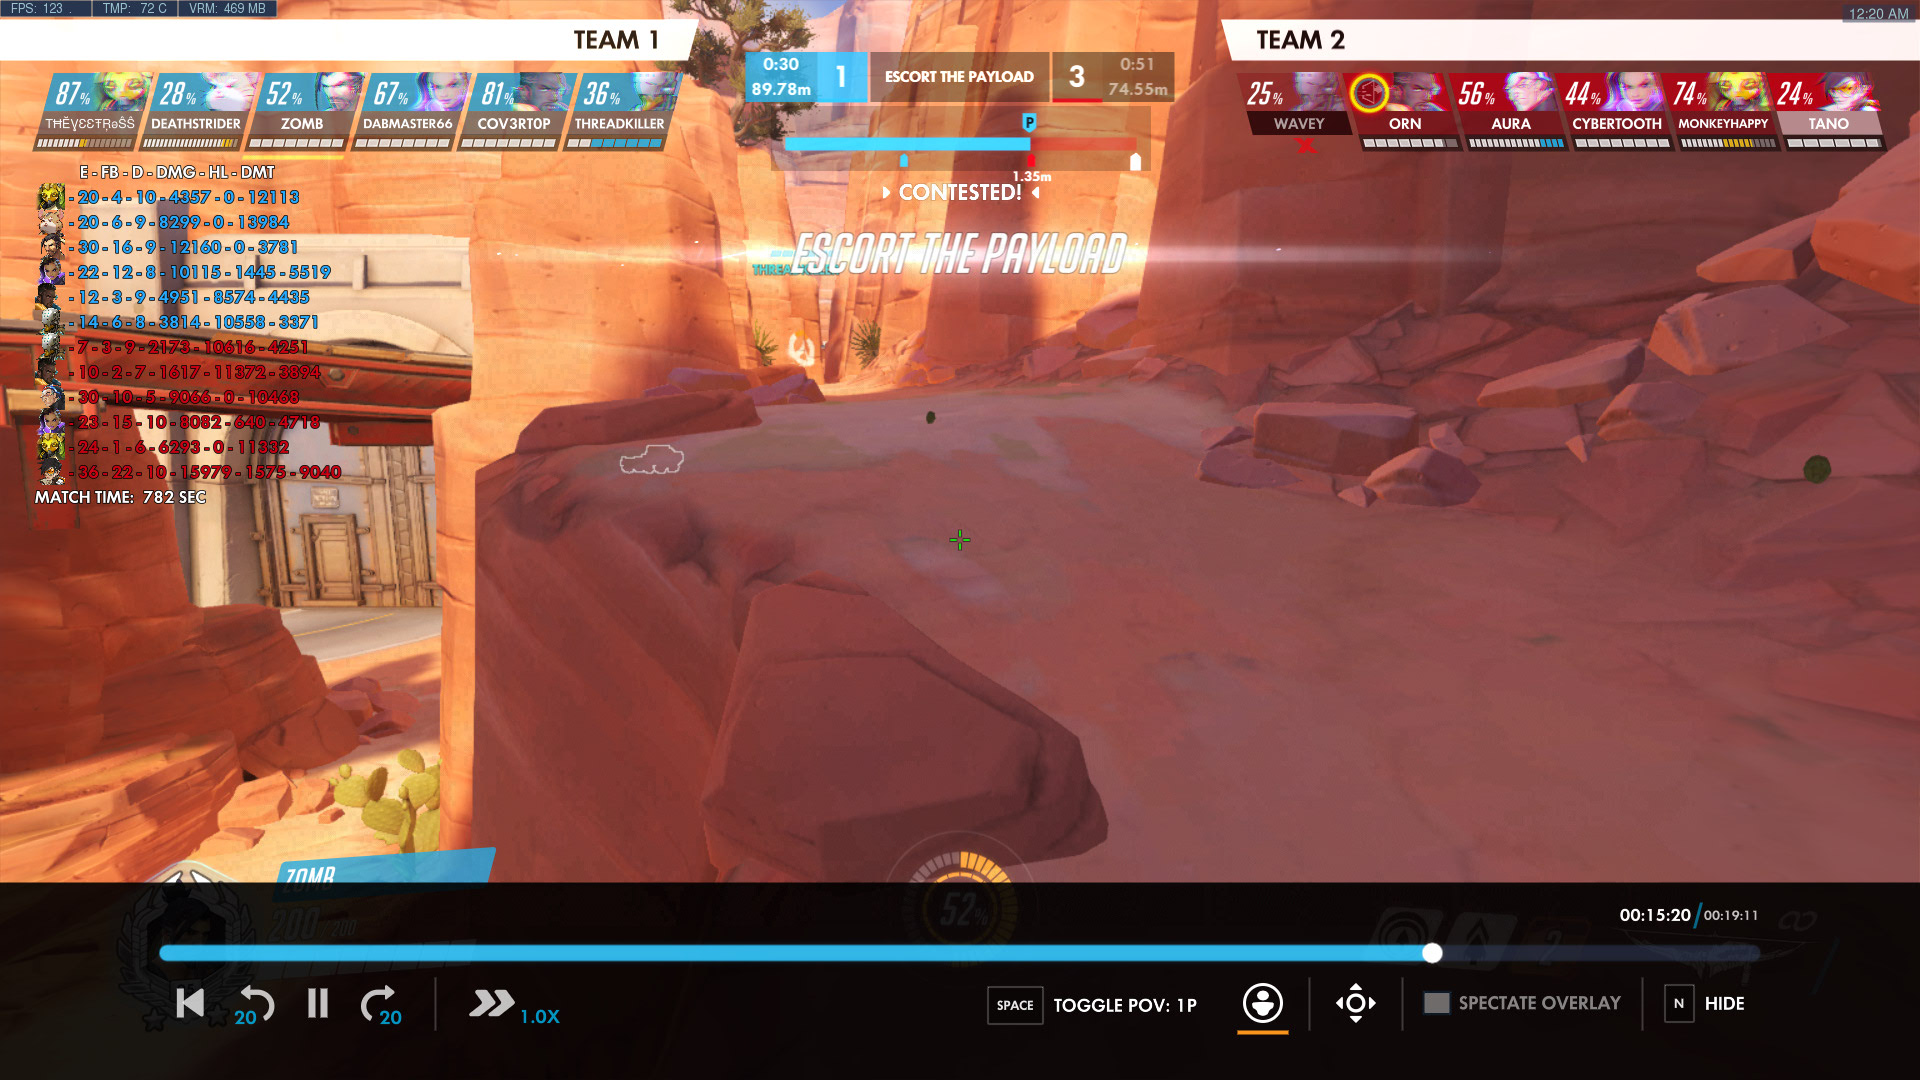 FPS: 123 . TMP: 72 C VRM: 469 MB
12:20 AM
TEAM 1
TEAM 2
0:30
89.78m
1
ESCORT THE PAYLOAD
3
0:51
74.55m
87% 28% 52% 67% 81% 36%
DEATHSTRIDER ZOMB DABMASTER66 COV3RT0P THREADKILLER
25% 56% 44% 74% 24%
WAVEY ORN AURA CYBERTOOTH MONKEYHAPPY TANO
P
1.35m
CONTESTED!
ESCORT THE PAYLOAD
E - FB - D - DMG - HL - DMT
- 20 - 4 - 10 - 4357 - 0 - 12113
- 20 - 6 - 9 - 8299 - 0 - 13984
- 30 - 16 - 9 - 12160 - 0 - 3781
- 22 - 12 - 8 - 10115 - 1445 - 5519
- 12 - 3 - 9 - 4951 - 8574 - 4435
- 14 - 6 - 8 - 3814 - 10558 - 3371
- 7 - 3 - 9 - 2173 - 10616 - 4251
- 10 - 2 - 7 - 1617 - 11372 - 3894
- 30 - 10 - 5 - 9066 - 0 - 10468
- 23 - 15 - 10 - 8082 - 640 - 4718
- 24 - 1 - 6 - 6293 - 0 - 11332
- 36 - 22 - 10 - 15979 - 1575 - 9040
MATCH TIME: 782 SEC
ZOMB
200 / 200
52%
2
00:15:20 / 00:19:11
20
20
1.0X
SPACE TOGGLE POV: 1P
SPECTATE OVERLAY
N HIDE